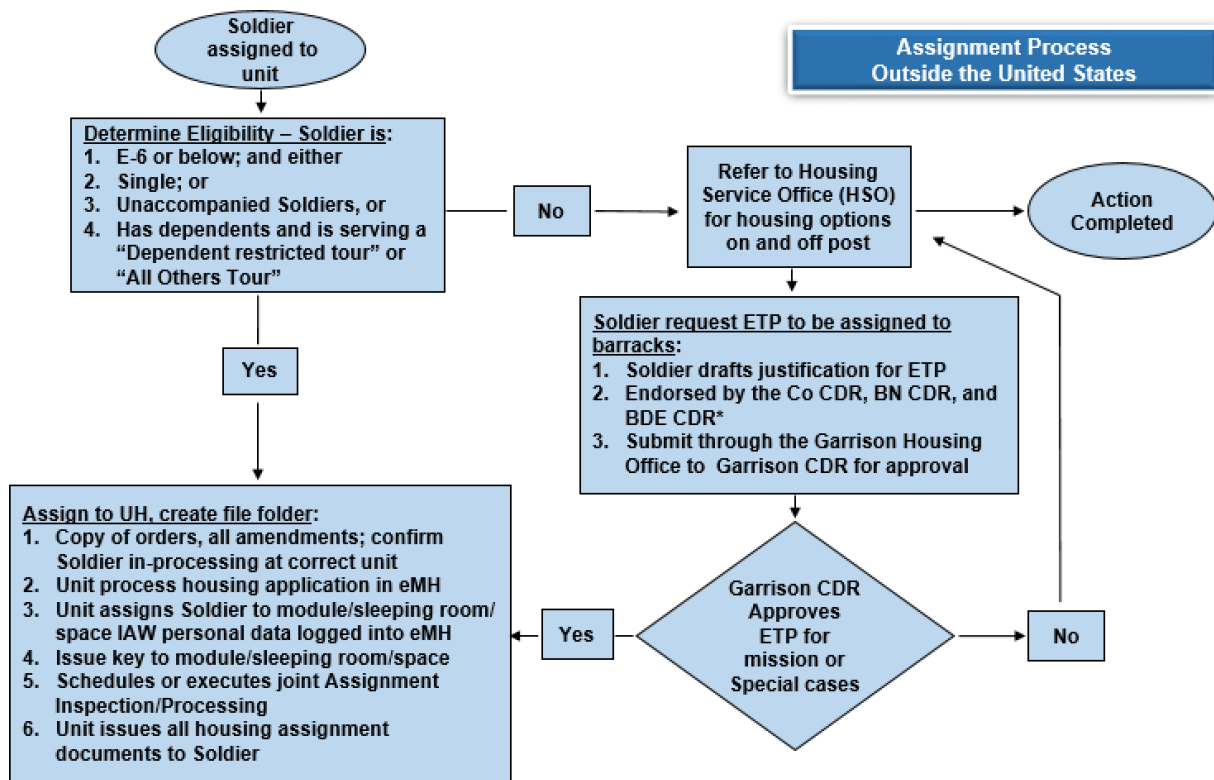 Soldier
assigned to
unit
Assignment Process
Outside the United States
Determine Eligibility – Soldier is:
1. E-6 or below; and either
2. Single; or
3. Unaccompanied Soldiers, or
4. Has dependents and is serving a
“Dependent restricted tour” or
“All Others Tour”
No
Refer to Housing
Service Office (HSO)
for housing options
on and off post
Action
Completed
Yes
Soldier request ETP to be assigned to
barracks:
1. Soldier drafts justification for ETP
2. Endorsed by the Co CDR, BN CDR, and
BDE CDR*
3. Submit through the Garrison Housing
Office to Garrison CDR for approval
Assign to UH, create file folder:
1. Copy of orders, all amendments; confirm
Soldier in-processing at correct unit
2. Unit process housing application in eMH
3. Unit assigns Soldier to module/sleeping room/
space IAW personal data logged into eMH
4. Issue key to module/sleeping room/space
5. Schedules or executes joint Assignment
Inspection/Processing
6. Unit issues all housing assignment
documents to Soldier
Yes
Garrison CDR
Approves
ETP for
mission or
Special cases
No